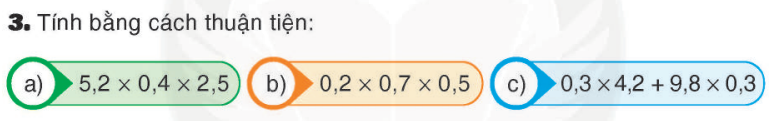 3. Tính bằng cách thuận tiện:
a) 5,2 × 0,4 × 2,5 b) 0,2 × 0,7 × 0,5 c) 0,3 × 4,2 + 9,8 × 0,3